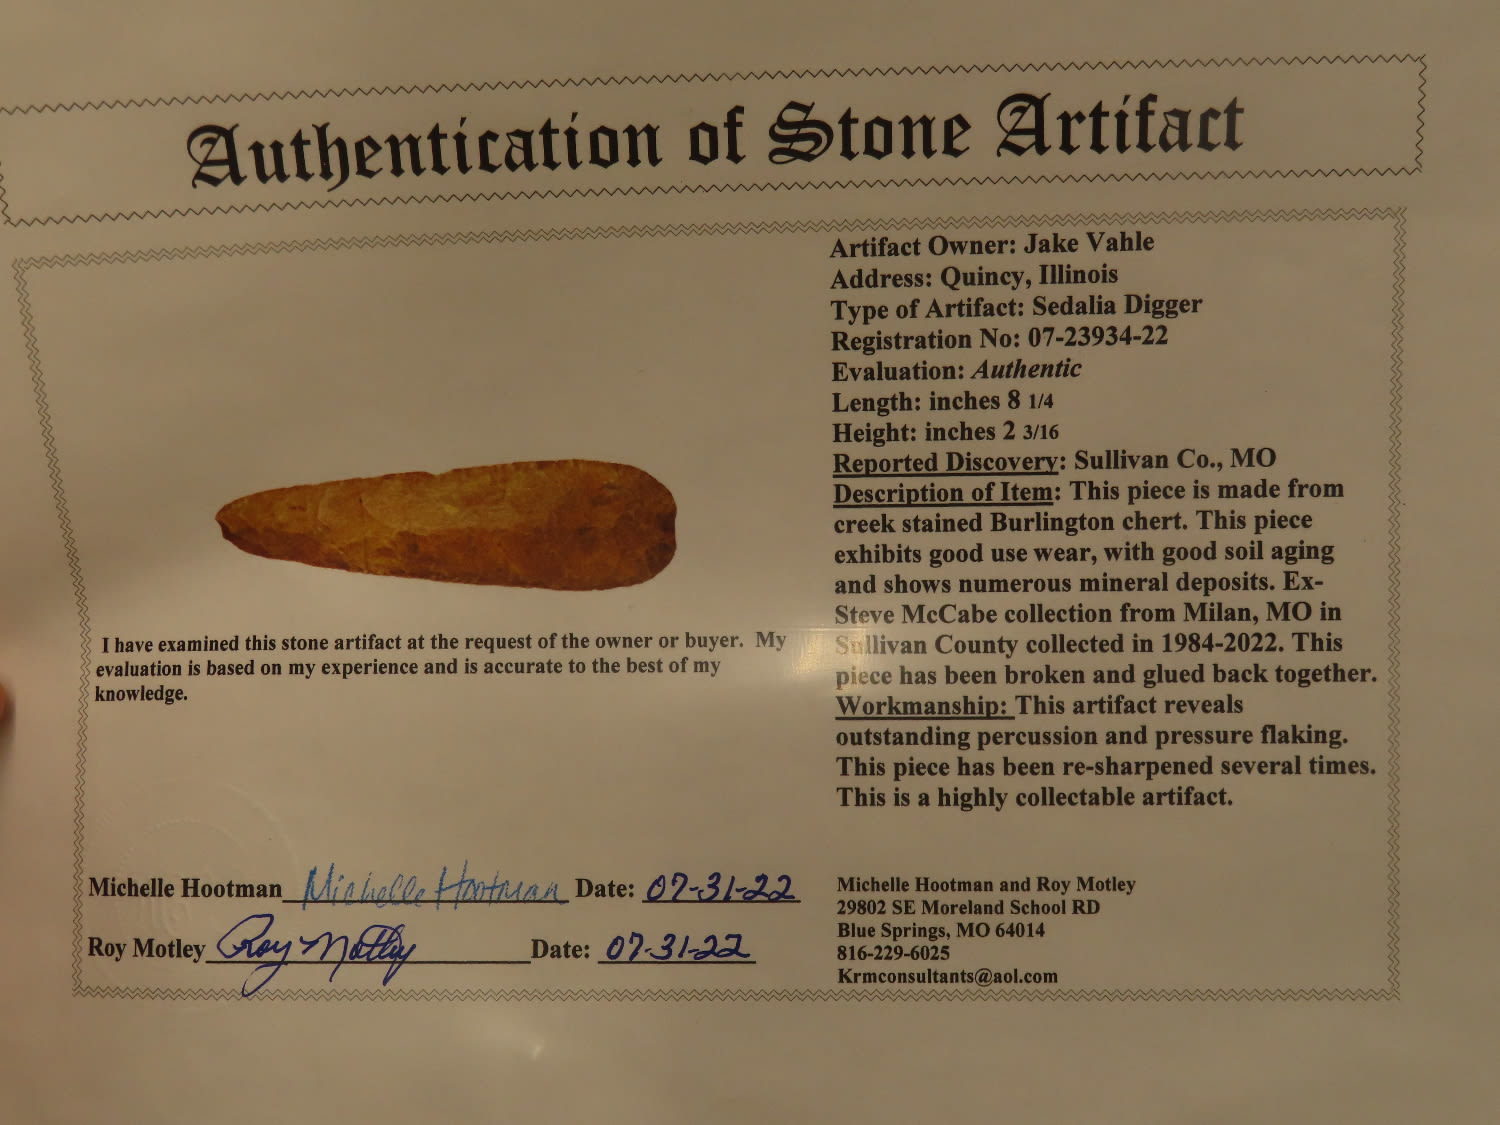 Authentication of Stone Artifact
Artifact Owner: Jake Vahle
Address: Quincy, Illinois
Type of Artifact: Sedalia Digger
Registration No: 07-23934-22
Evaluation: Authentic
Length: inches 8 1/4
Height: inches 2 3/16
Reported Discovery: Sullivan Co., MO
Description of Item: This piece is made from
creek stained Burlington chert. This piece
exhibits good use wear, with good soil aging
and shows numerous mineral deposits. Ex-
Steve McCabe collection from Milan, MO in
Sullivan County collected in 1984-2022. This
piece has been broken and glued back together.
Workmanship: This artifact reveals
outstanding percussion and pressure flaking.
This piece has been re-sharpened several times.
This is a highly collectable artifact.
I have examined this stone artifact at the request of the owner or buyer. My
evaluation is based on my experience and is accurate to the best of my
knowledge.
Michelle Hootman Michelle Hootman Date: 07-31-22
Roy Motley Roy Motley Date: 07-31-22
Michelle Hootman and Roy Motley
29802 SE Moreland School RD
Blue Springs, MO 64014
816-229-6025
Krmconsultants@aol.com